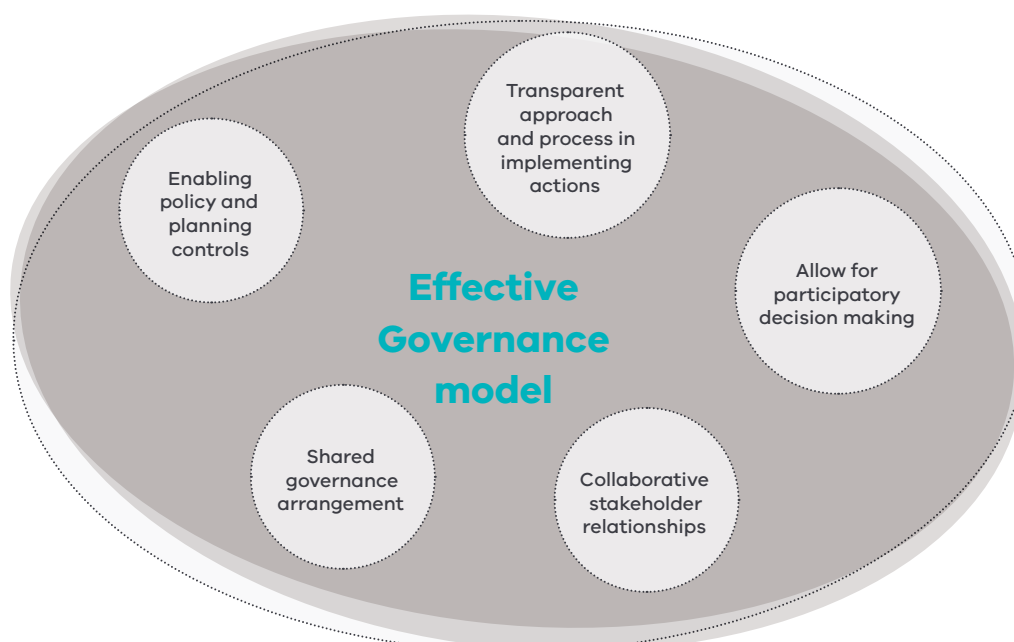 Transparent
approach
and process in
implementing
actions
Enabling
policy and
planning
controls
Allow for
participatory
decision making
Effective
Governance
model
Shared
governance
arrangement
Collaborative
stakeholder
relationships